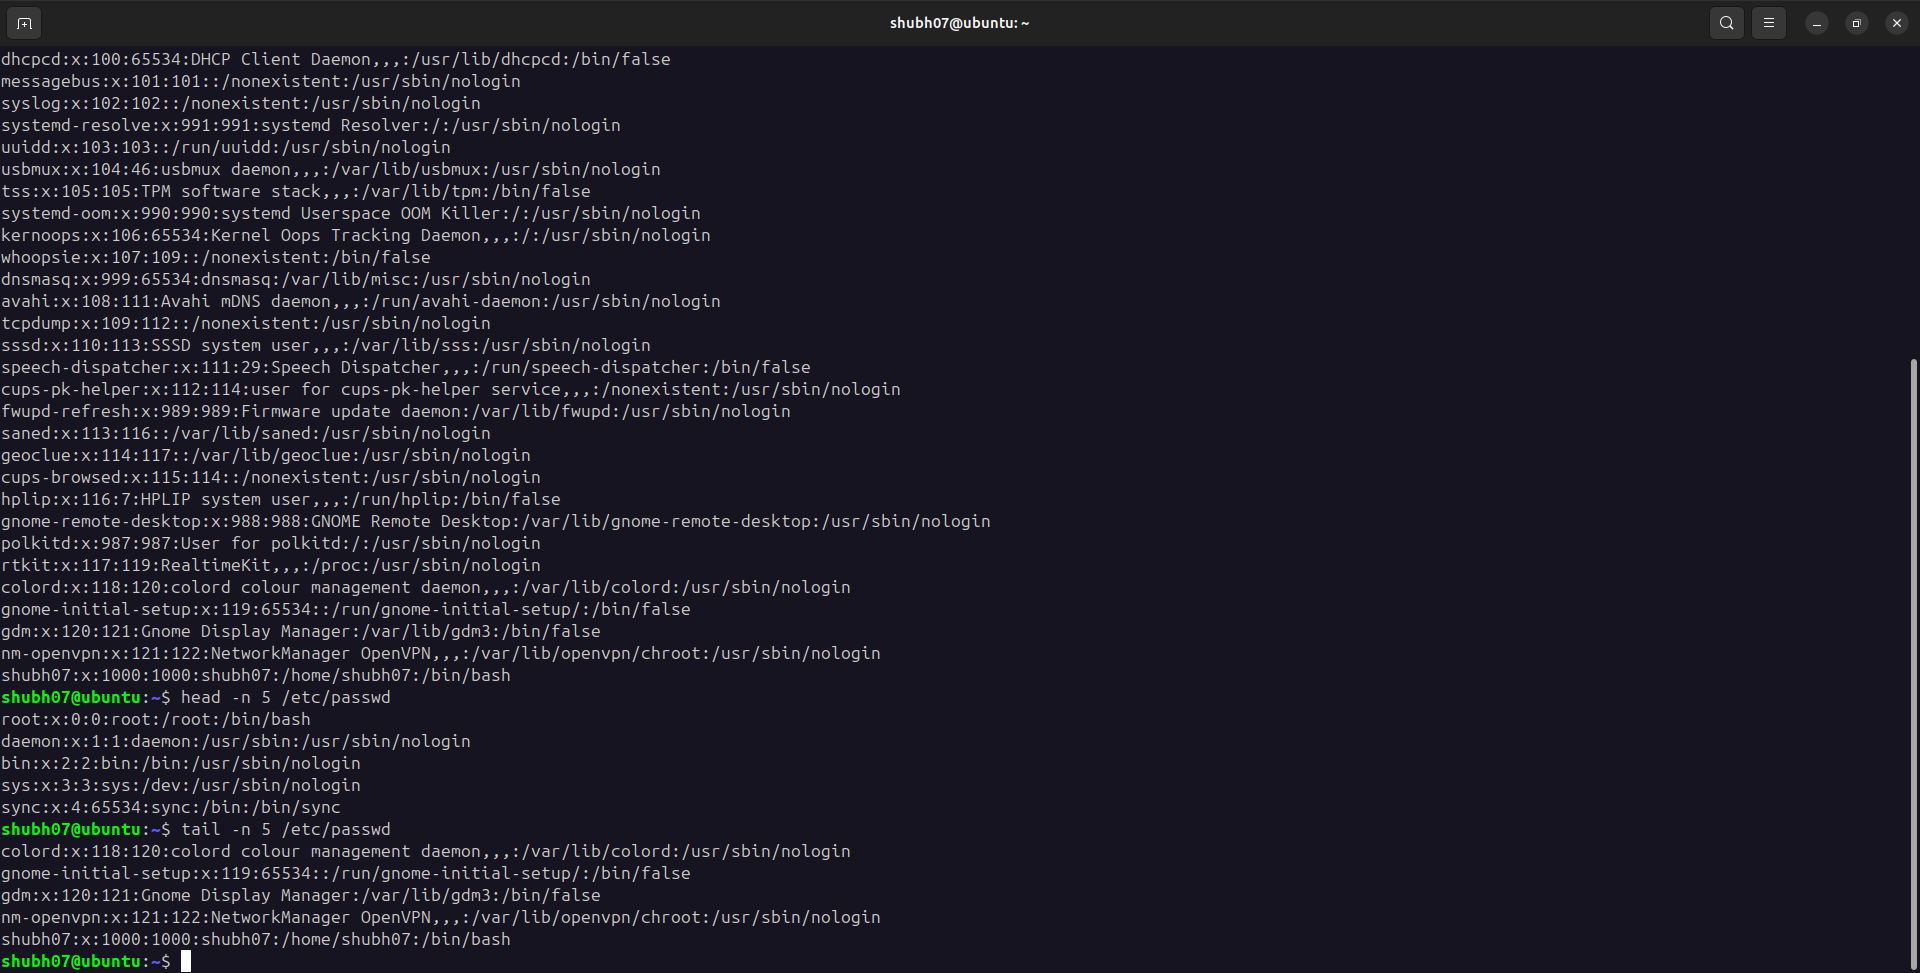 shubh07@ubuntu: ~
dhcpcd:x:100:65534:DHCP Client Daemon,,,:/usr/lib/dhcpcd:/bin/false
messagebus:x:101:101::/nonexistent:/usr/sbin/nologin
syslog:x:102:102::/nonexistent:/usr/sbin/nologin
systemd-resolve:x:991:991:systemd Resolver:/:/usr/sbin/nologin
uuidd:x:103:103::/run/uuidd:/usr/sbin/nologin
usbmux:x:104:46:usbmux daemon,,,:/var/lib/usbmux:/usr/sbin/nologin
tss:x:105:105:TPM software stack,,,:/var/lib/tpm:/bin/false
systemd-oom:x:990:990:systemd Userspace OOM Killer:/:/usr/sbin/nologin
kernoops:x:106:65534:Kernel Oops Tracking Daemon,,,:/:/usr/sbin/nologin
whoopsie:x:107:109::/nonexistent:/bin/false
dnsmasq:x:999:65534:dnsmasq:/var/lib/misc:/usr/sbin/nologin
avahi:x:108:111:Avahi mDNS daemon,,,:/run/avahi-daemon:/usr/sbin/nologin
tcpdump:x:109:112::/nonexistent:/usr/sbin/nologin
sssd:x:110:113:SSSD system user,,,:/var/lib/sss:/usr/sbin/nologin
speech-dispatcher:x:111:29:Speech Dispatcher,,,:/run/speech-dispatcher:/bin/false
cups-pk-helper:x:112:114:user for cups-pk-helper service,,,:/nonexistent:/usr/sbin/nologin
fwupd-refresh:x:989:989:Firmware update daemon:/var/lib/fwupd:/usr/sbin/nologin
saned:x:113:116::/var/lib/saned:/usr/sbin/nologin
geoclue:x:114:117::/var/lib/geoclue:/usr/sbin/nologin
cups-browsed:x:115:114::/nonexistent:/usr/sbin/nologin
hplip:x:116:7:HPLIP system user,,,:/run/hplip:/bin/false
gnome-remote-desktop:x:988:988:GNOME Remote Desktop:/var/lib/gnome-remote-desktop:/usr/sbin/nologin
polkitd:x:987:987:User for polkitd:/:/usr/sbin/nologin
rtkit:x:117:119:RealtimeKit,,,:/proc:/usr/sbin/nologin
colord:x:118:120:colord colour management daemon,,,:/var/lib/colord:/usr/sbin/nologin
gnome-initial-setup:x:119:65534::/run/gnome-initial-setup/:/bin/false
gdm:x:120:121:Gnome Display Manager:/var/lib/gdm3:/bin/false
nm-openvpn:x:121:122:NetworkManager OpenVPN,,,:/var/lib/openvpn/chroot:/usr/sbin/nologin
shubh07:x:1000:1000:shubh07:/home/shubh07:/bin/bash
shubh07@ubuntu:~$ head -n 5 /etc/passwd
root:x:0:0:root:/root:/bin/bash
daemon:x:1:1:daemon:/usr/sbin:/usr/sbin/nologin
bin:x:2:2:bin:/bin:/usr/sbin/nologin
sys:x:3:3:sys:/dev:/usr/sbin/nologin
sync:x:4:65534:sync:/bin:/bin/sync
shubh07@ubuntu:~$ tail -n 5 /etc/passwd
colord:x:118:120:colord colour management daemon,,,:/var/lib/colord:/usr/sbin/nologin
gnome-initial-setup:x:119:65534::/run/gnome-initial-setup/:/bin/false
gdm:x:120:121:Gnome Display Manager:/var/lib/gdm3:/bin/false
nm-openvpn:x:121:122:NetworkManager OpenVPN,,,:/var/lib/openvpn/chroot:/usr/sbin/nologin
shubh07:x:1000:1000:shubh07:/home/shubh07:/bin/bash
shubh07@ubuntu:~$